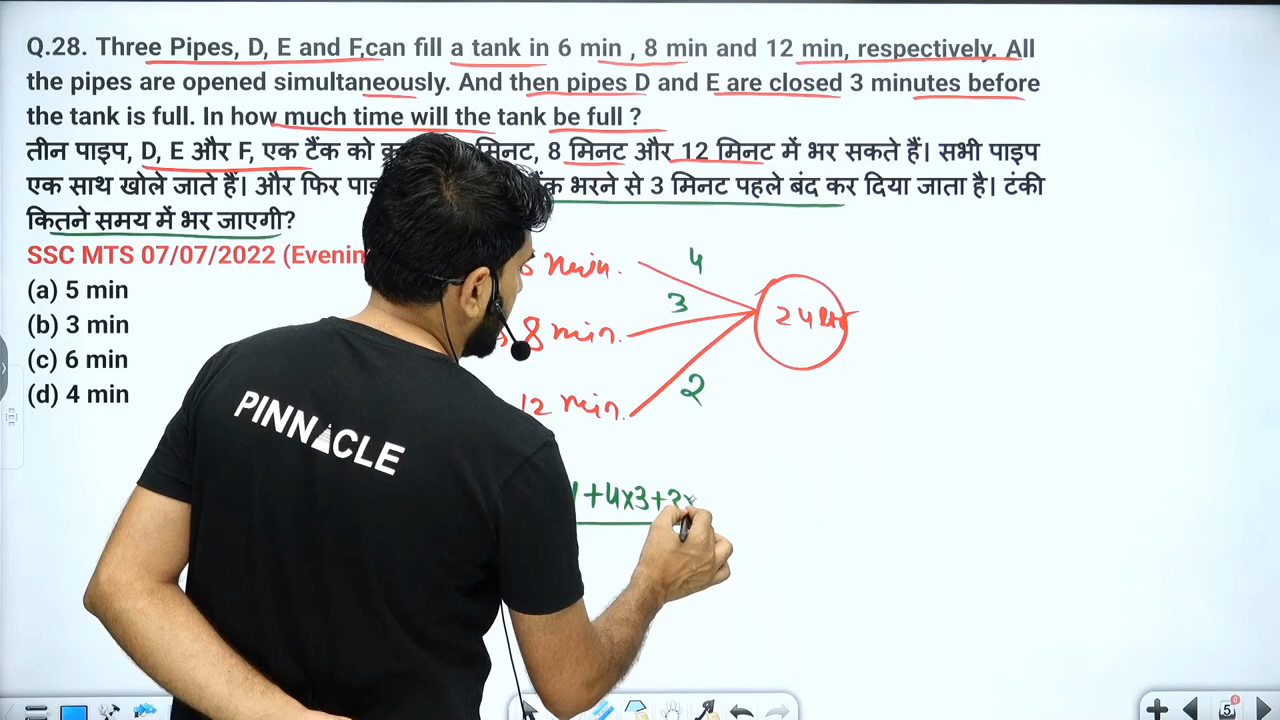 Q.28. Three Pipes, D, E and F,can fill a tank in 6 min , 8 min and 12 min, respectively. All
the pipes are opened simultaneously. And then pipes D and E are closed 3 minutes before
the tank is full. In how much time will the tank be full ?
तीन पाइप, D, E और F, एक टैंक को मिनट, 8 मिनट और 12 मिनट में भर सकते हैं। सभी पाइप
एक साथ खोले जाते हैं। और फिर भरने से 3 मिनट पहले बंद कर दिया जाता है। टंकी
कितने समय में भर जाएगी?
SSC MTS 07/07/2022
(a) 5 min
(b) 3 min
(c) 6 min
(d) 4 min
min. 4
3
8 min. 24
12 min. 2
+4x3+3x
PINNACLE
5